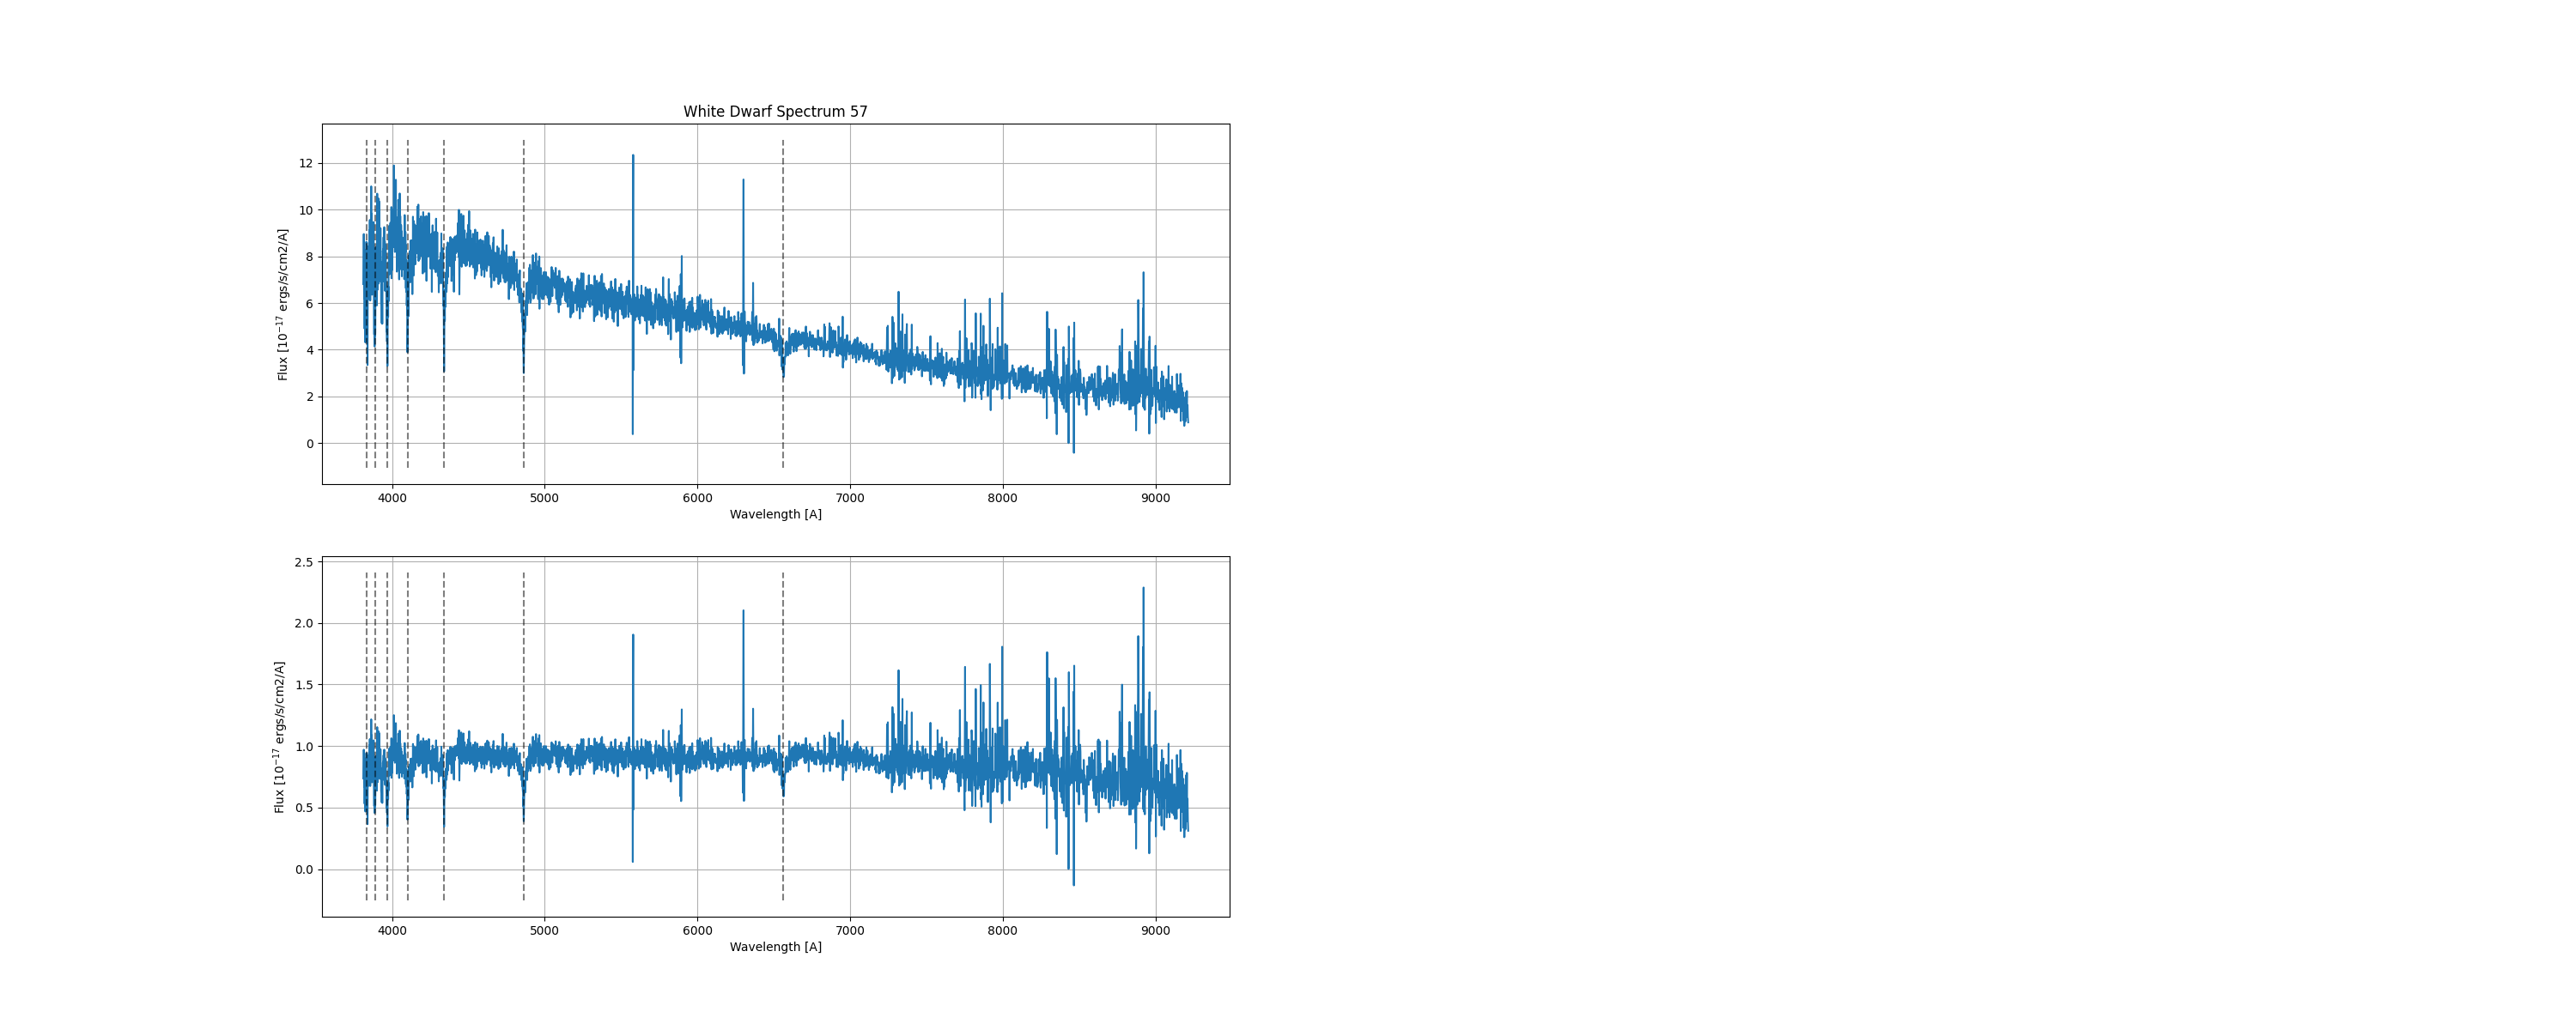 White Dwarf Spectrum 57
Flux [10⁻¹⁷ ergs/s/cm2/A]
12
10
8
6
4
2
0
4000 5000 6000 7000 8000 9000
Wavelength [A]
Flux [10⁻¹⁷ ergs/s/cm2/A]
2.5
2.0
1.5
1.0
0.5
0.0
4000 5000 6000 7000 8000 9000
Wavelength [A]